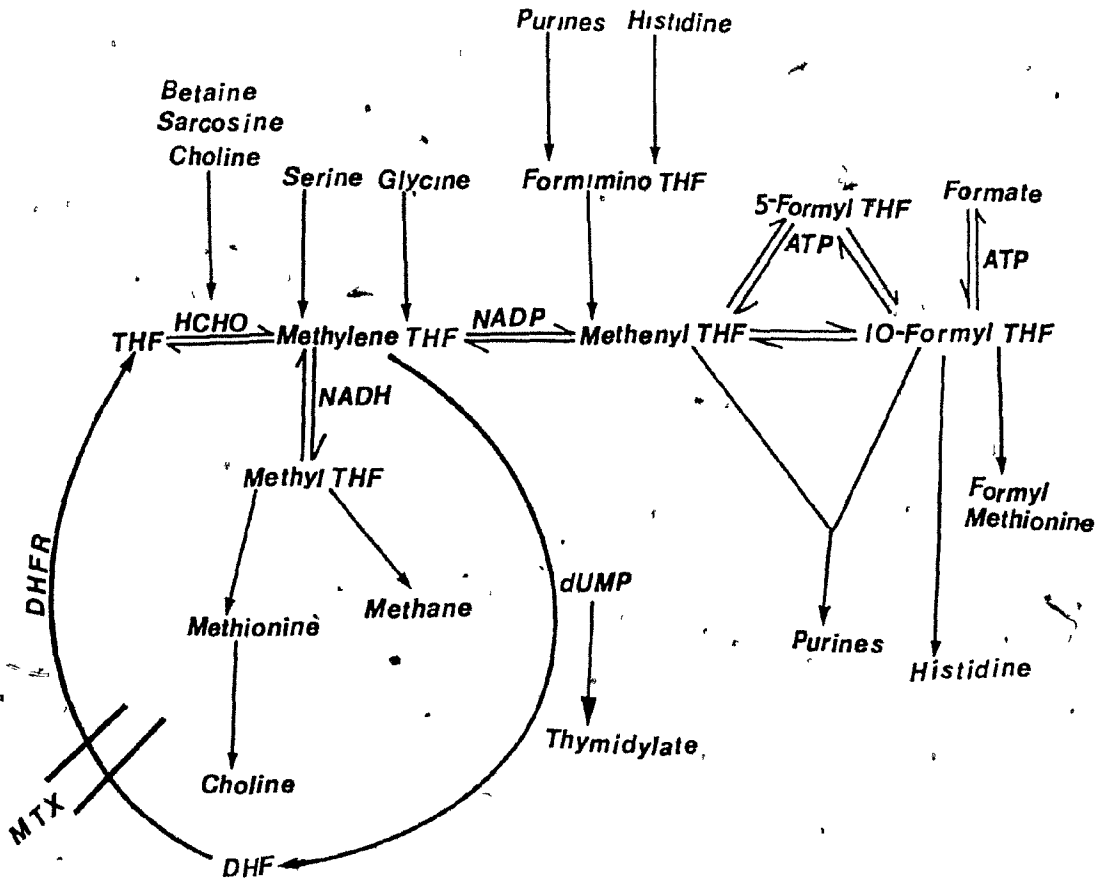 Purines Histidine
Betaine
Sarcosine
Choline
Serine Glycine
Formimino THF
5-Formyl THF
Formate
ATP
ATP
THF
HCHO
Methylene THF
NADP
Methenyl THF
10-Formyl THF
NADH
Methyl THF
Formyl
Methionine
DHFR
dUMP
Methionine
Methane
Purines
Histidine
Thymidylate
Choline
MTX
DHF